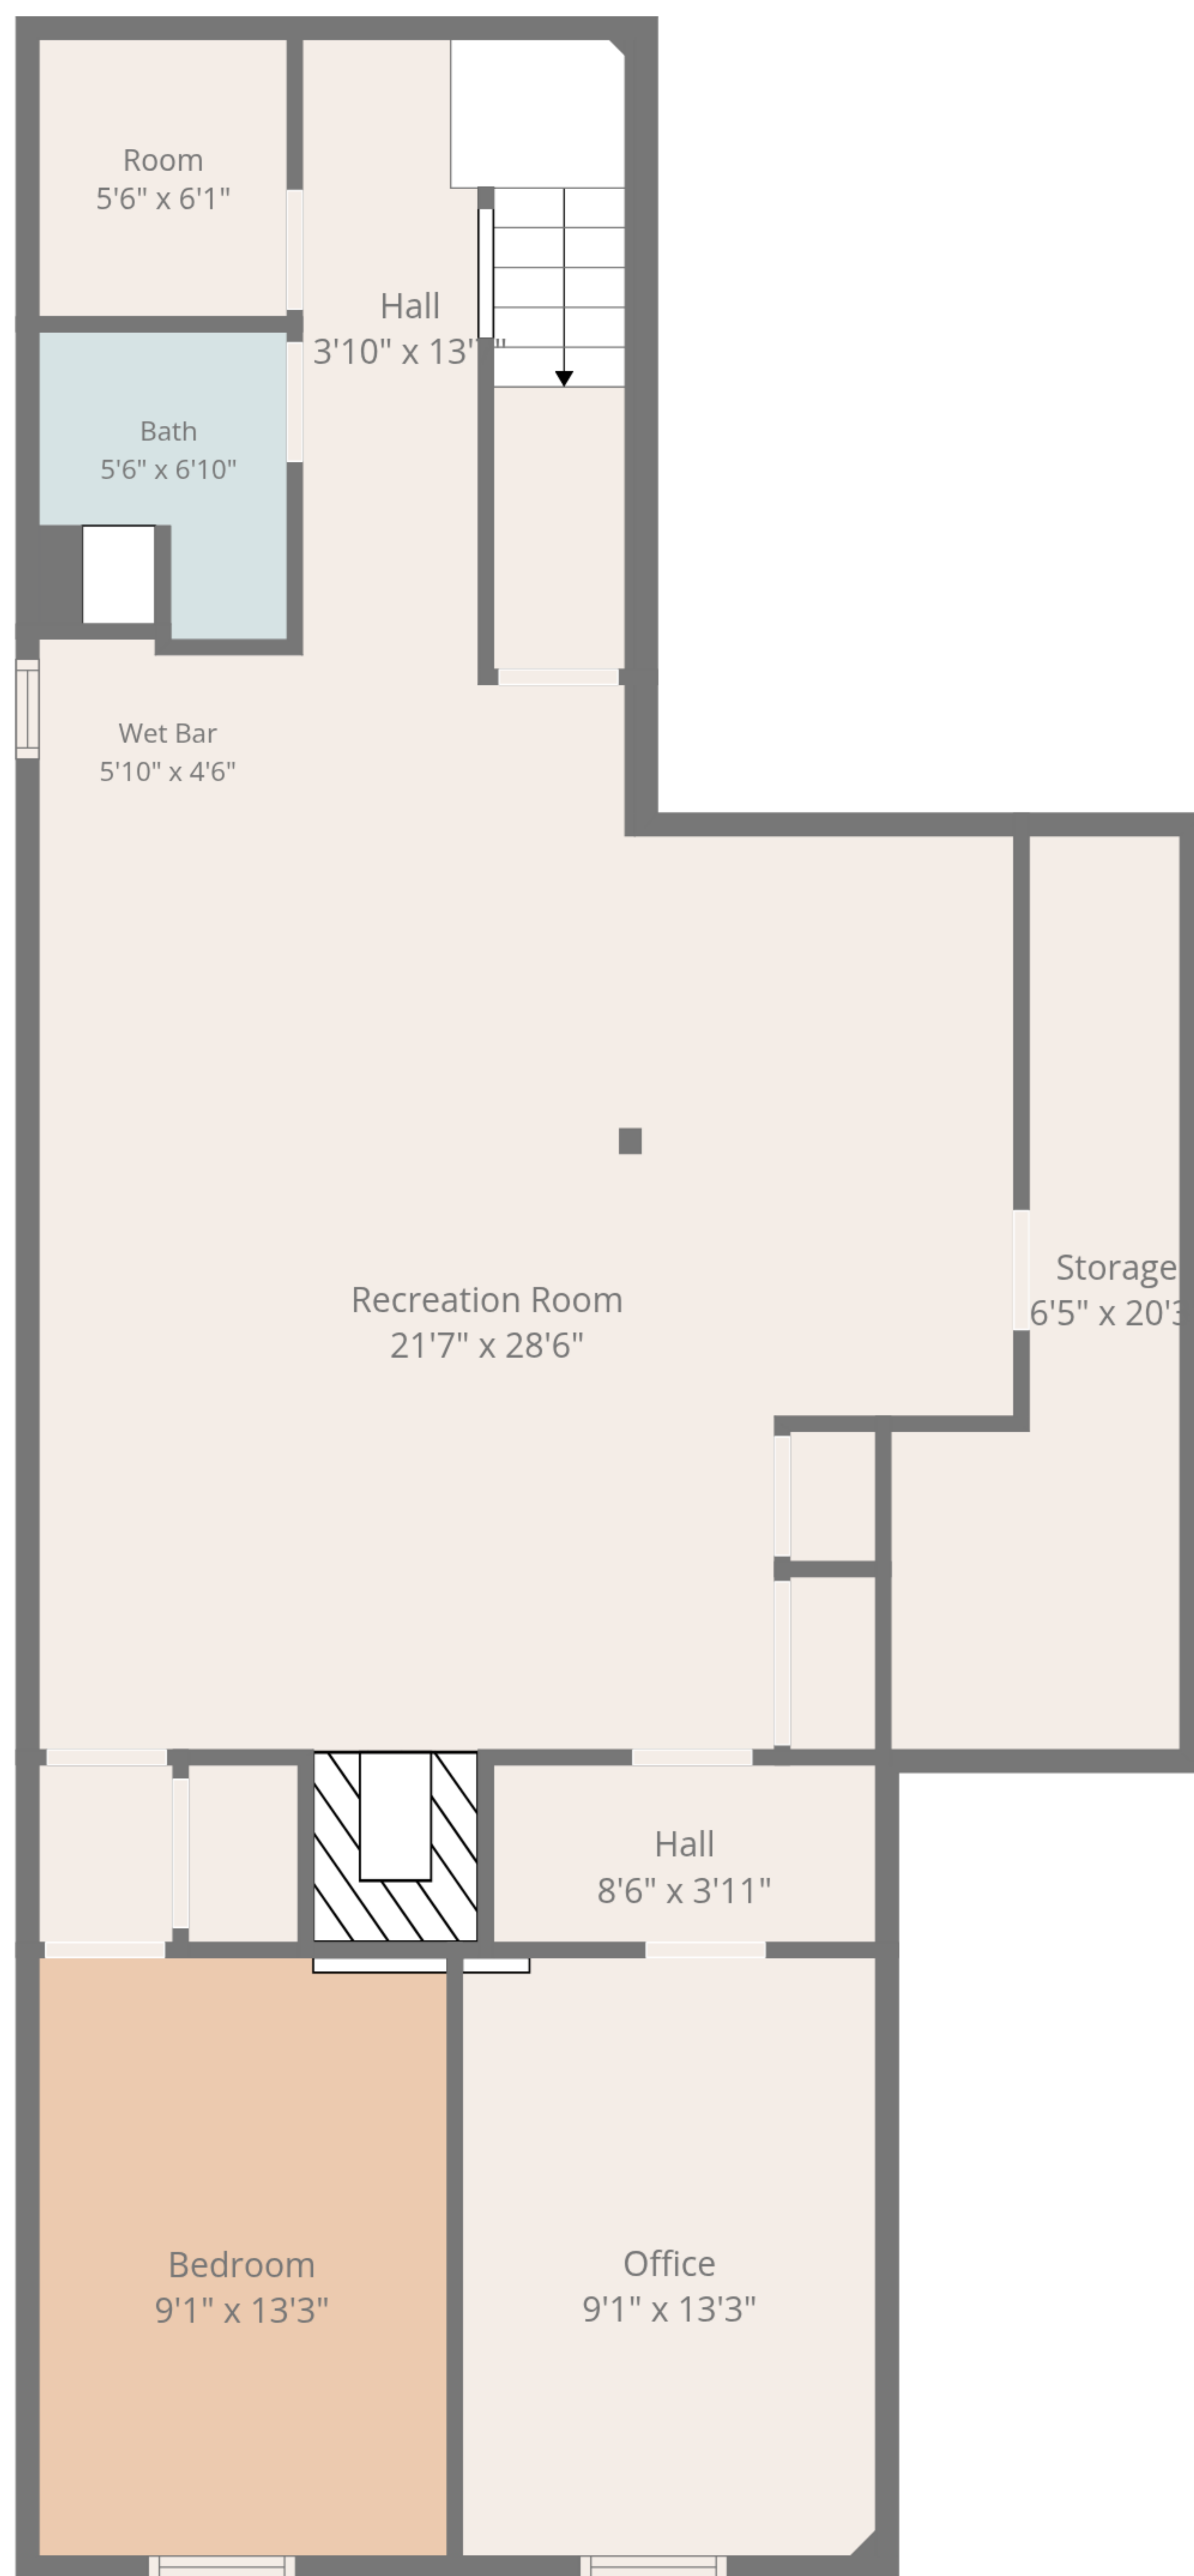 Room
5'6" x 6'1"
Hall
3'10" x 13'
Bath
5'6" x 6'10"
Wet Bar
5'10" x 4'6"
Recreation Room
21'7" x 28'6"
Storage
6'5" x 20'3
Hall
8'6" x 3'11"
Bedroom
9'1" x 13'3"
Office
9'1" x 13'3"